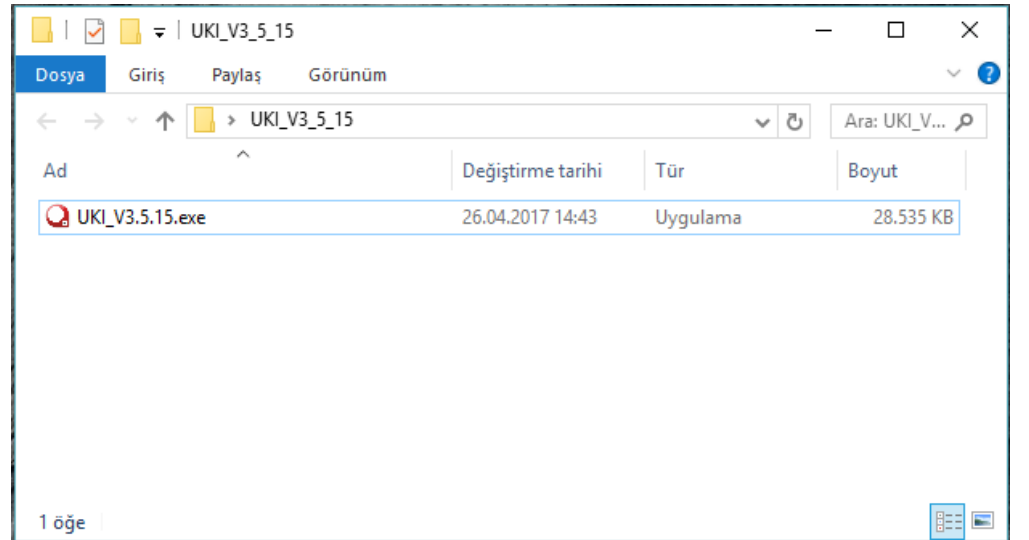 UKI_V3_5_15
Dosya Giriş Paylaş Görünüm
UKI_V3_5_15 Ara: UKI_V...
Ad Değiştirme tarihi Tür Boyut
UKI_V3.5.15.exe 26.04.2017 14:43 Uygulama 28.535 KB
1 öğe